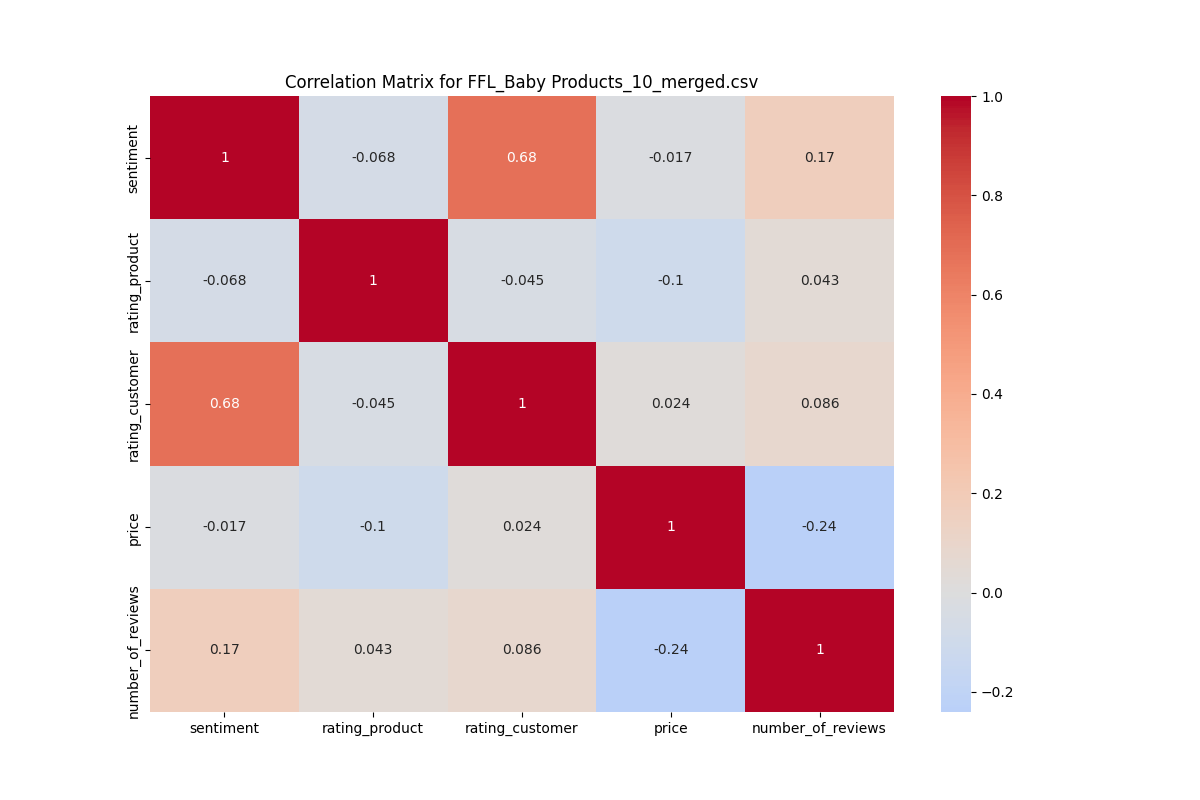 Correlation Matrix for FFL_Baby Products_10_merged.csv
sentiment
1
-0.068
0.68
-0.017
0.17
rating_product
-0.068
1
-0.045
-0.1
0.043
rating_customer
0.68
-0.045
1
0.024
0.086
price
-0.017
-0.1
0.024
1
-0.24
number_of_reviews
0.17
0.043
0.086
-0.24
1
sentiment
rating_product
rating_customer
price
number_of_reviews
1.0
0.8
0.6
0.4
0.2
0.0
−0.2